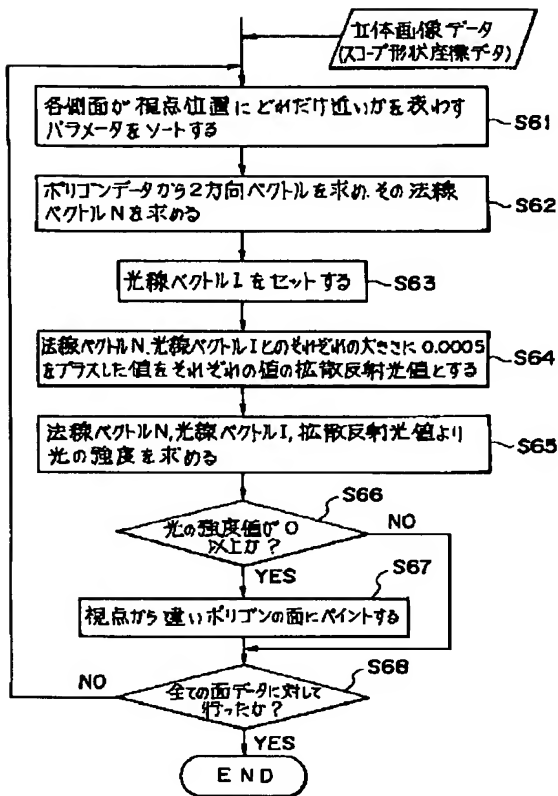 立体画像データ
(スコープ形状座標データ)
各側面が視点位置にどれだけ近いかを表わす
パラメータをソートする
S61
ポリゴンデータから2方向ベクトルを求め、その法線
ベクトルNを求める
S62
光線ベクトルIをセットする
S63
法線ベクトルN、光線ベクトルIとのそれぞれの大きさに0.0005
をプラスした値をそれぞれの値の拡散反射光値とする
S64
法線ベクトルN,光線ベクトルI,拡散反射光値より
光の強度を求める
S65
S66
光の強度値が0
以上か?
NO
YES
S67
視点から遠いポリゴンの面にペイントする
S68
NO
全ての面データに対して
行ったか?
YES
END